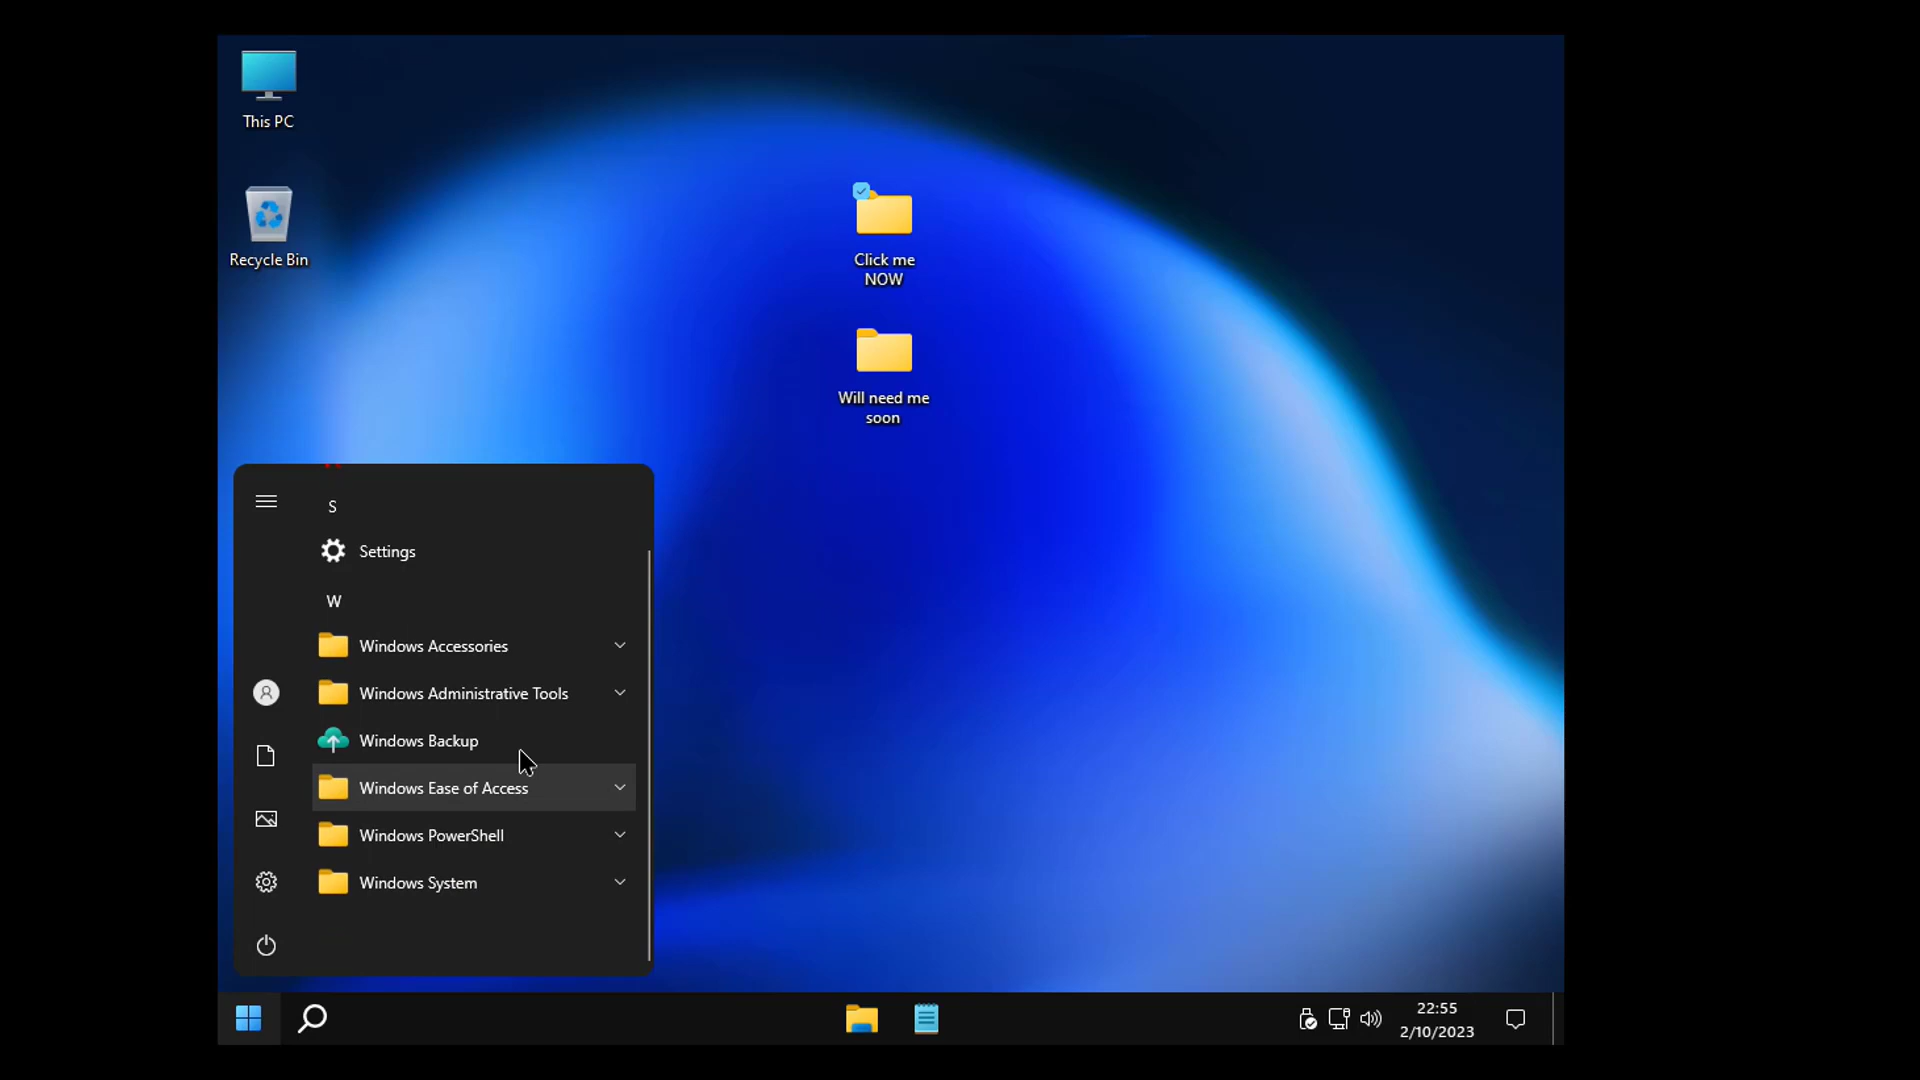 This PC
Recycle Bin
Click me
NOW
Will need me
soon
S
Settings
W
Windows Accessories
Windows Administrative Tools
Windows Backup
Windows Ease of Access
Windows PowerShell
Windows System
22:55
2/10/2023